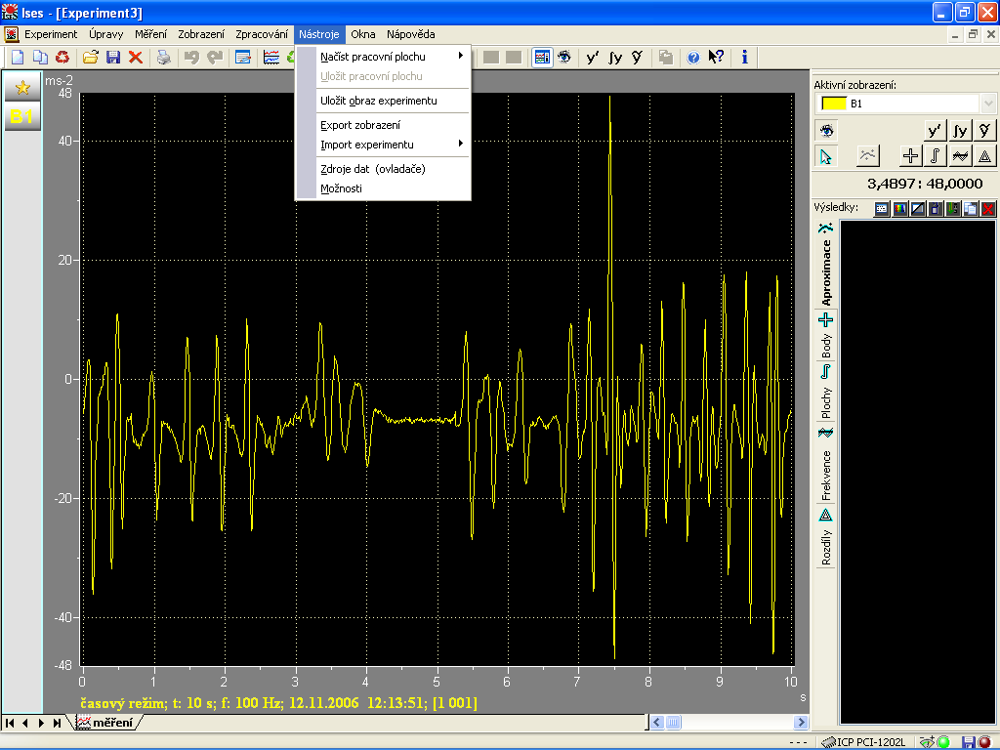 Ises - [Experiment3]
Experiment Úpravy Měření Zobrazení Zpracování Nástroje Okna Nápověda
y' ∫y ŷ i
Načíst pracovní plochu
Uložit pracovní plochu
Uložit obraz experimentu
Export zobrazení
Import experimentu
Zdroje dat (ovladače)
Možnosti
B1
ms-2
48
40
20
0
-20
-40
-48
0 1 2 3 4 5 6 7 8 9 10
s
časový režim; t: 10 s; f: 100 Hz; 12.11.2006 12:13:51; [1 001]
měření
Aktivní zobrazení:
B1
y' ∫y ŷ
3,4897 : 48,0000
Výsledky:
Aproximace
Body
Plochy
Frekvence
Rozdíly
- - -
ICP PCI-1202L